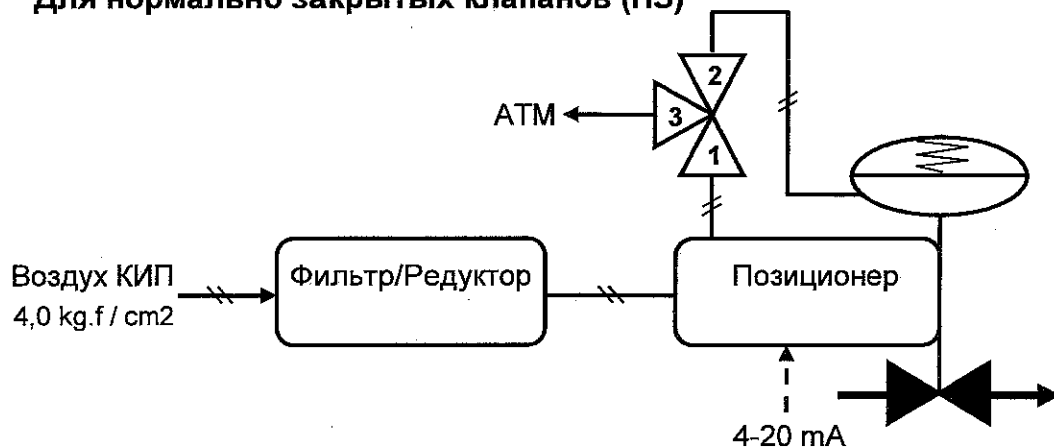 Для нормально закрытых клапанов (НЗ)
2
АТМ
3
1
Воздух КИП
4,0 kg.f / cm2
Фильтр/Редуктор
Позиционер
4-20 mA